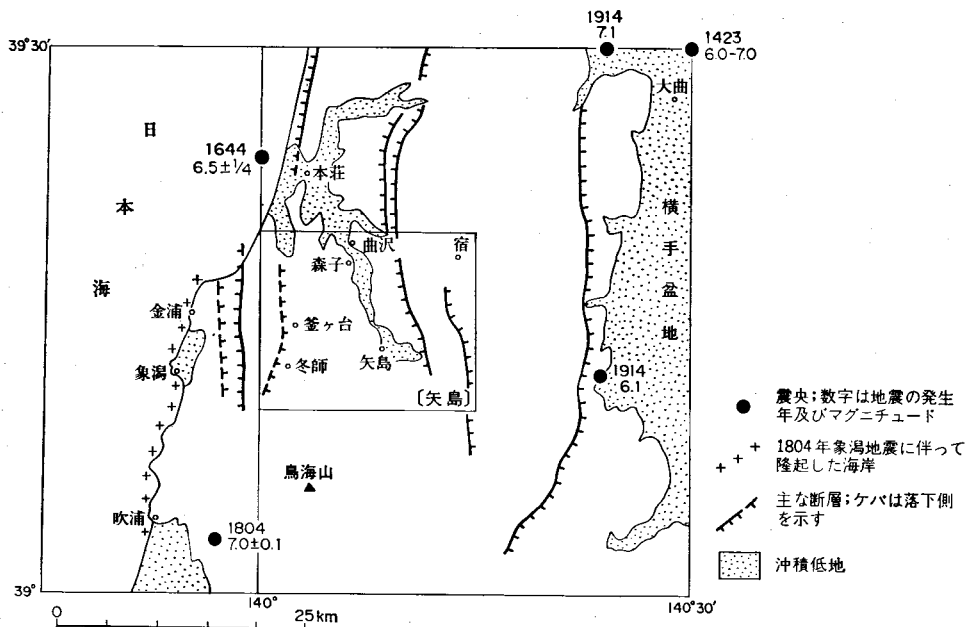 39°30'
1914
7.1
1423
6.0-7.0
大曲
日本海
1644
6.5±1/4
本荘
横手盆地
曲沢
宿
森子
金浦
釜ヶ台
象潟
冬師
矢島
〔矢島〕
1914
6.1
鳥海山
吹浦
1804
7.0±0.1
39°
140°
140°30'
0
25km
震央;数字は地震の発生
年及びマグニチュード
1804年象潟地震に伴って
隆起した海岸
主な断層;ケバは落下側
を示す
沖積低地